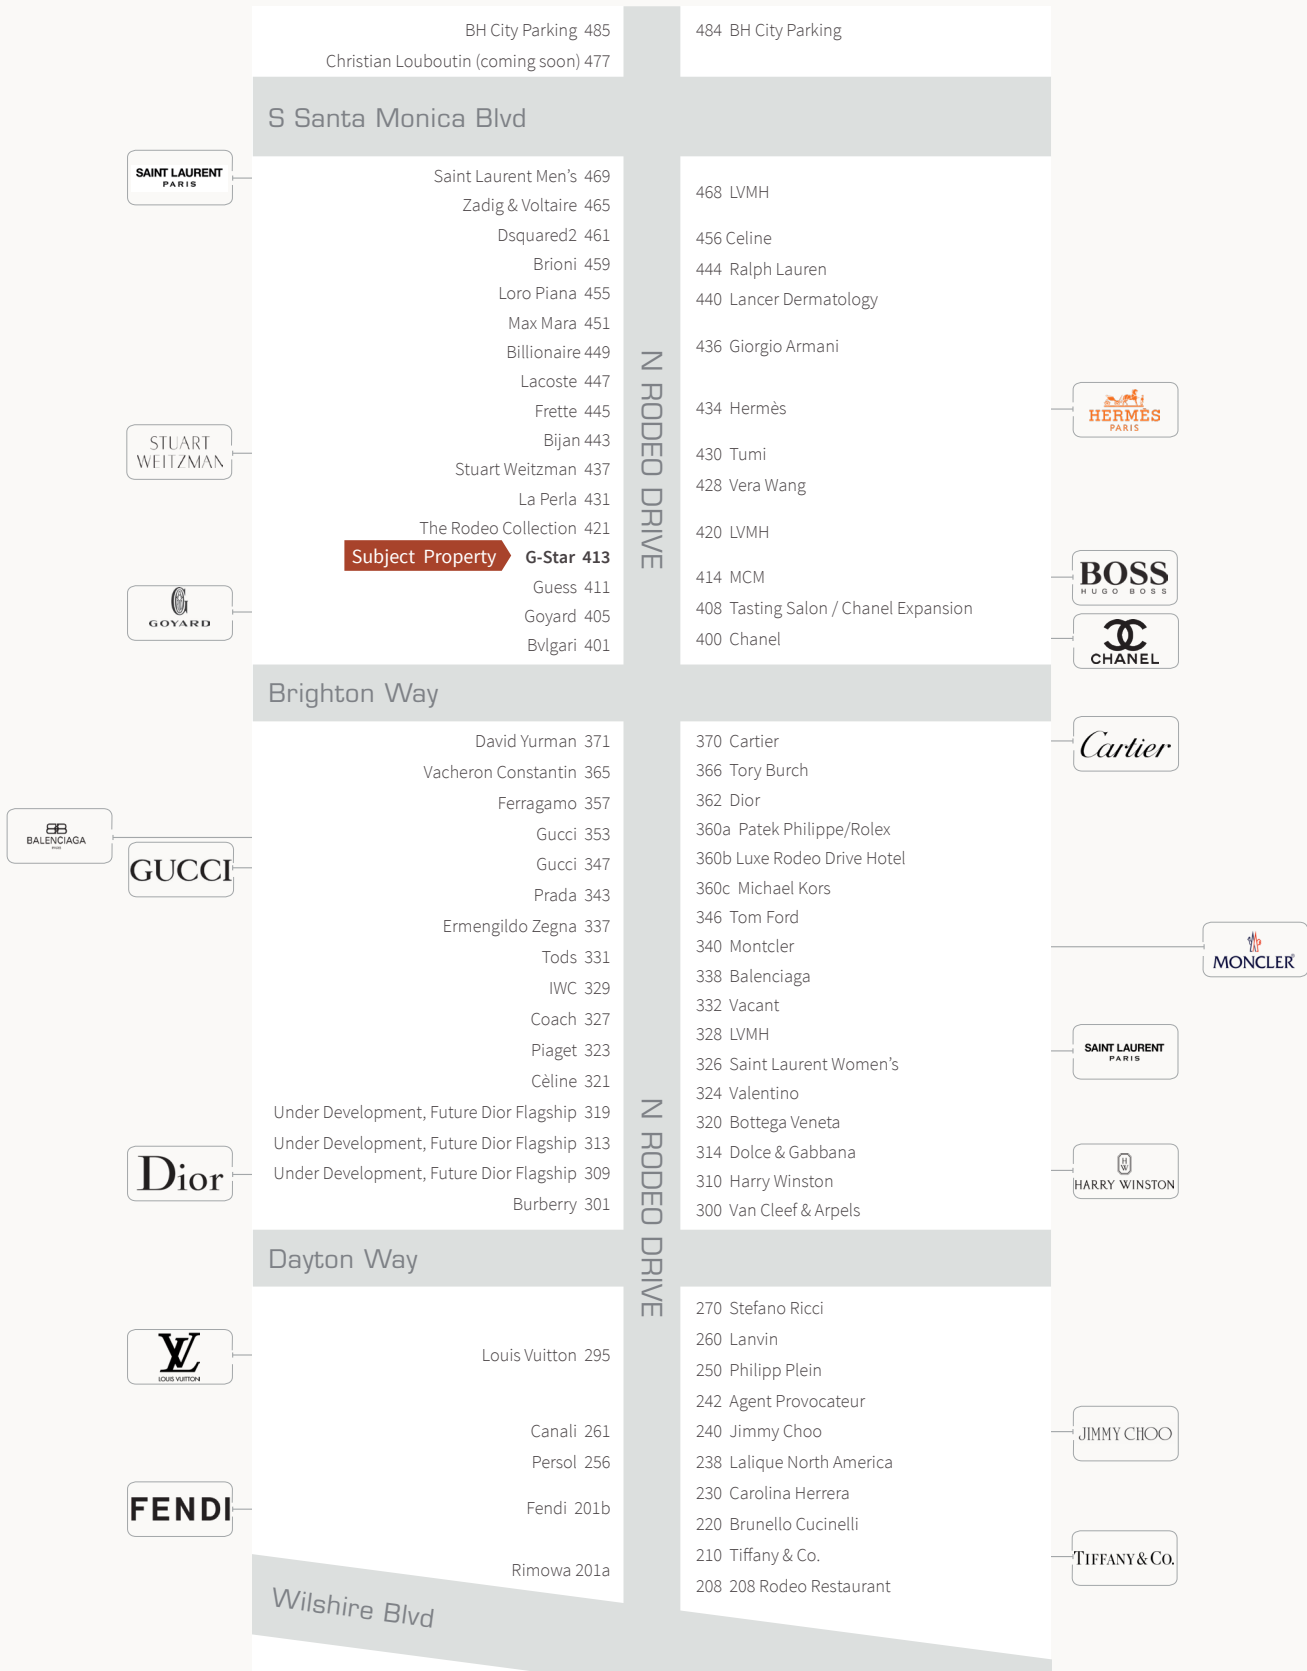 BH City Parking 485
484 BH City Parking
Christian Louboutin (coming soon) 477
S Santa Monica Blvd
SAINT LAURENT
PARIS
Saint Laurent Men's 469
Zadig & Voltaire 465
Dsquared2 461
Brioni 459
Loro Piana 455
Max Mara 451
Billionaire 449
Lacoste 447
Frette 445
Bijan 443
STUART
WEITZMAN
Stuart Weitzman 437
La Perla 431
The Rodeo Collection 421
Subject Property
G-Star 413
Guess 411
GOYARD
Goyard 405
Bvlgari 401
N RODEO DRIVE
468 LVMH
456 Celine
444 Ralph Lauren
440 Lancer Dermatology
436 Giorgio Armani
434 Hermès
HERMÈS
PARIS
430 Tumi
428 Vera Wang
420 LVMH
414 MCM
BOSS
HUGO BOSS
408 Tasting Salon / Chanel Expansion
400 Chanel
CHANEL
Brighton Way
David Yurman 371
Vacheron Constantin 365
Ferragamo 357
BALENCIAGA
Gucci 353
GUCCI
Gucci 347
Prada 343
Ermengildo Zegna 337
Tods 331
IWC 329
Coach 327
Piaget 323
Cèline 321
Under Development, Future Dior Flagship 319
Under Development, Future Dior Flagship 313
Dior
Under Development, Future Dior Flagship 309
Burberry 301
N RODEO DRIVE
370 Cartier
Cartier
366 Tory Burch
362 Dior
360a Patek Philippe/Rolex
360b Luxe Rodeo Drive Hotel
360c Michael Kors
346 Tom Ford
340 Montcler
MONCLER
338 Balenciaga
332 Vacant
328 LVMH
326 Saint Laurent Women's
SAINT LAURENT
PARIS
324 Valentino
320 Bottega Veneta
314 Dolce & Gabbana
310 Harry Winston
HW
HARRY WINSTON
300 Van Cleef & Arpels
Dayton Way
LV
LOUIS VUITTON
Louis Vuitton 295
Canali 261
Persol 256
FENDI
Fendi 201b
Rimowa 201a
270 Stefano Ricci
260 Lanvin
250 Philipp Plein
242 Agent Provocateur
240 Jimmy Choo
JIMMY CHOO
238 Lalique North America
230 Carolina Herrera
220 Brunello Cucinelli
210 Tiffany & Co.
TIFFANY & CO.
208 208 Rodeo Restaurant
Wilshire Blvd